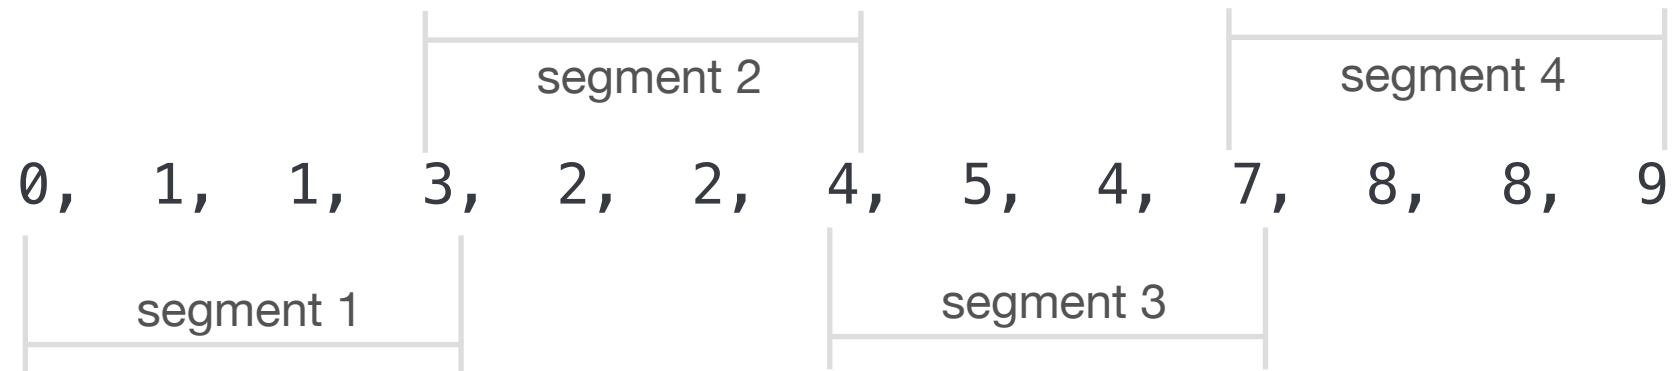 segment 2 segment 4
0, 1, 1, 3, 2, 2, 4, 5, 4, 7, 8, 8, 9
segment 1 segment 3